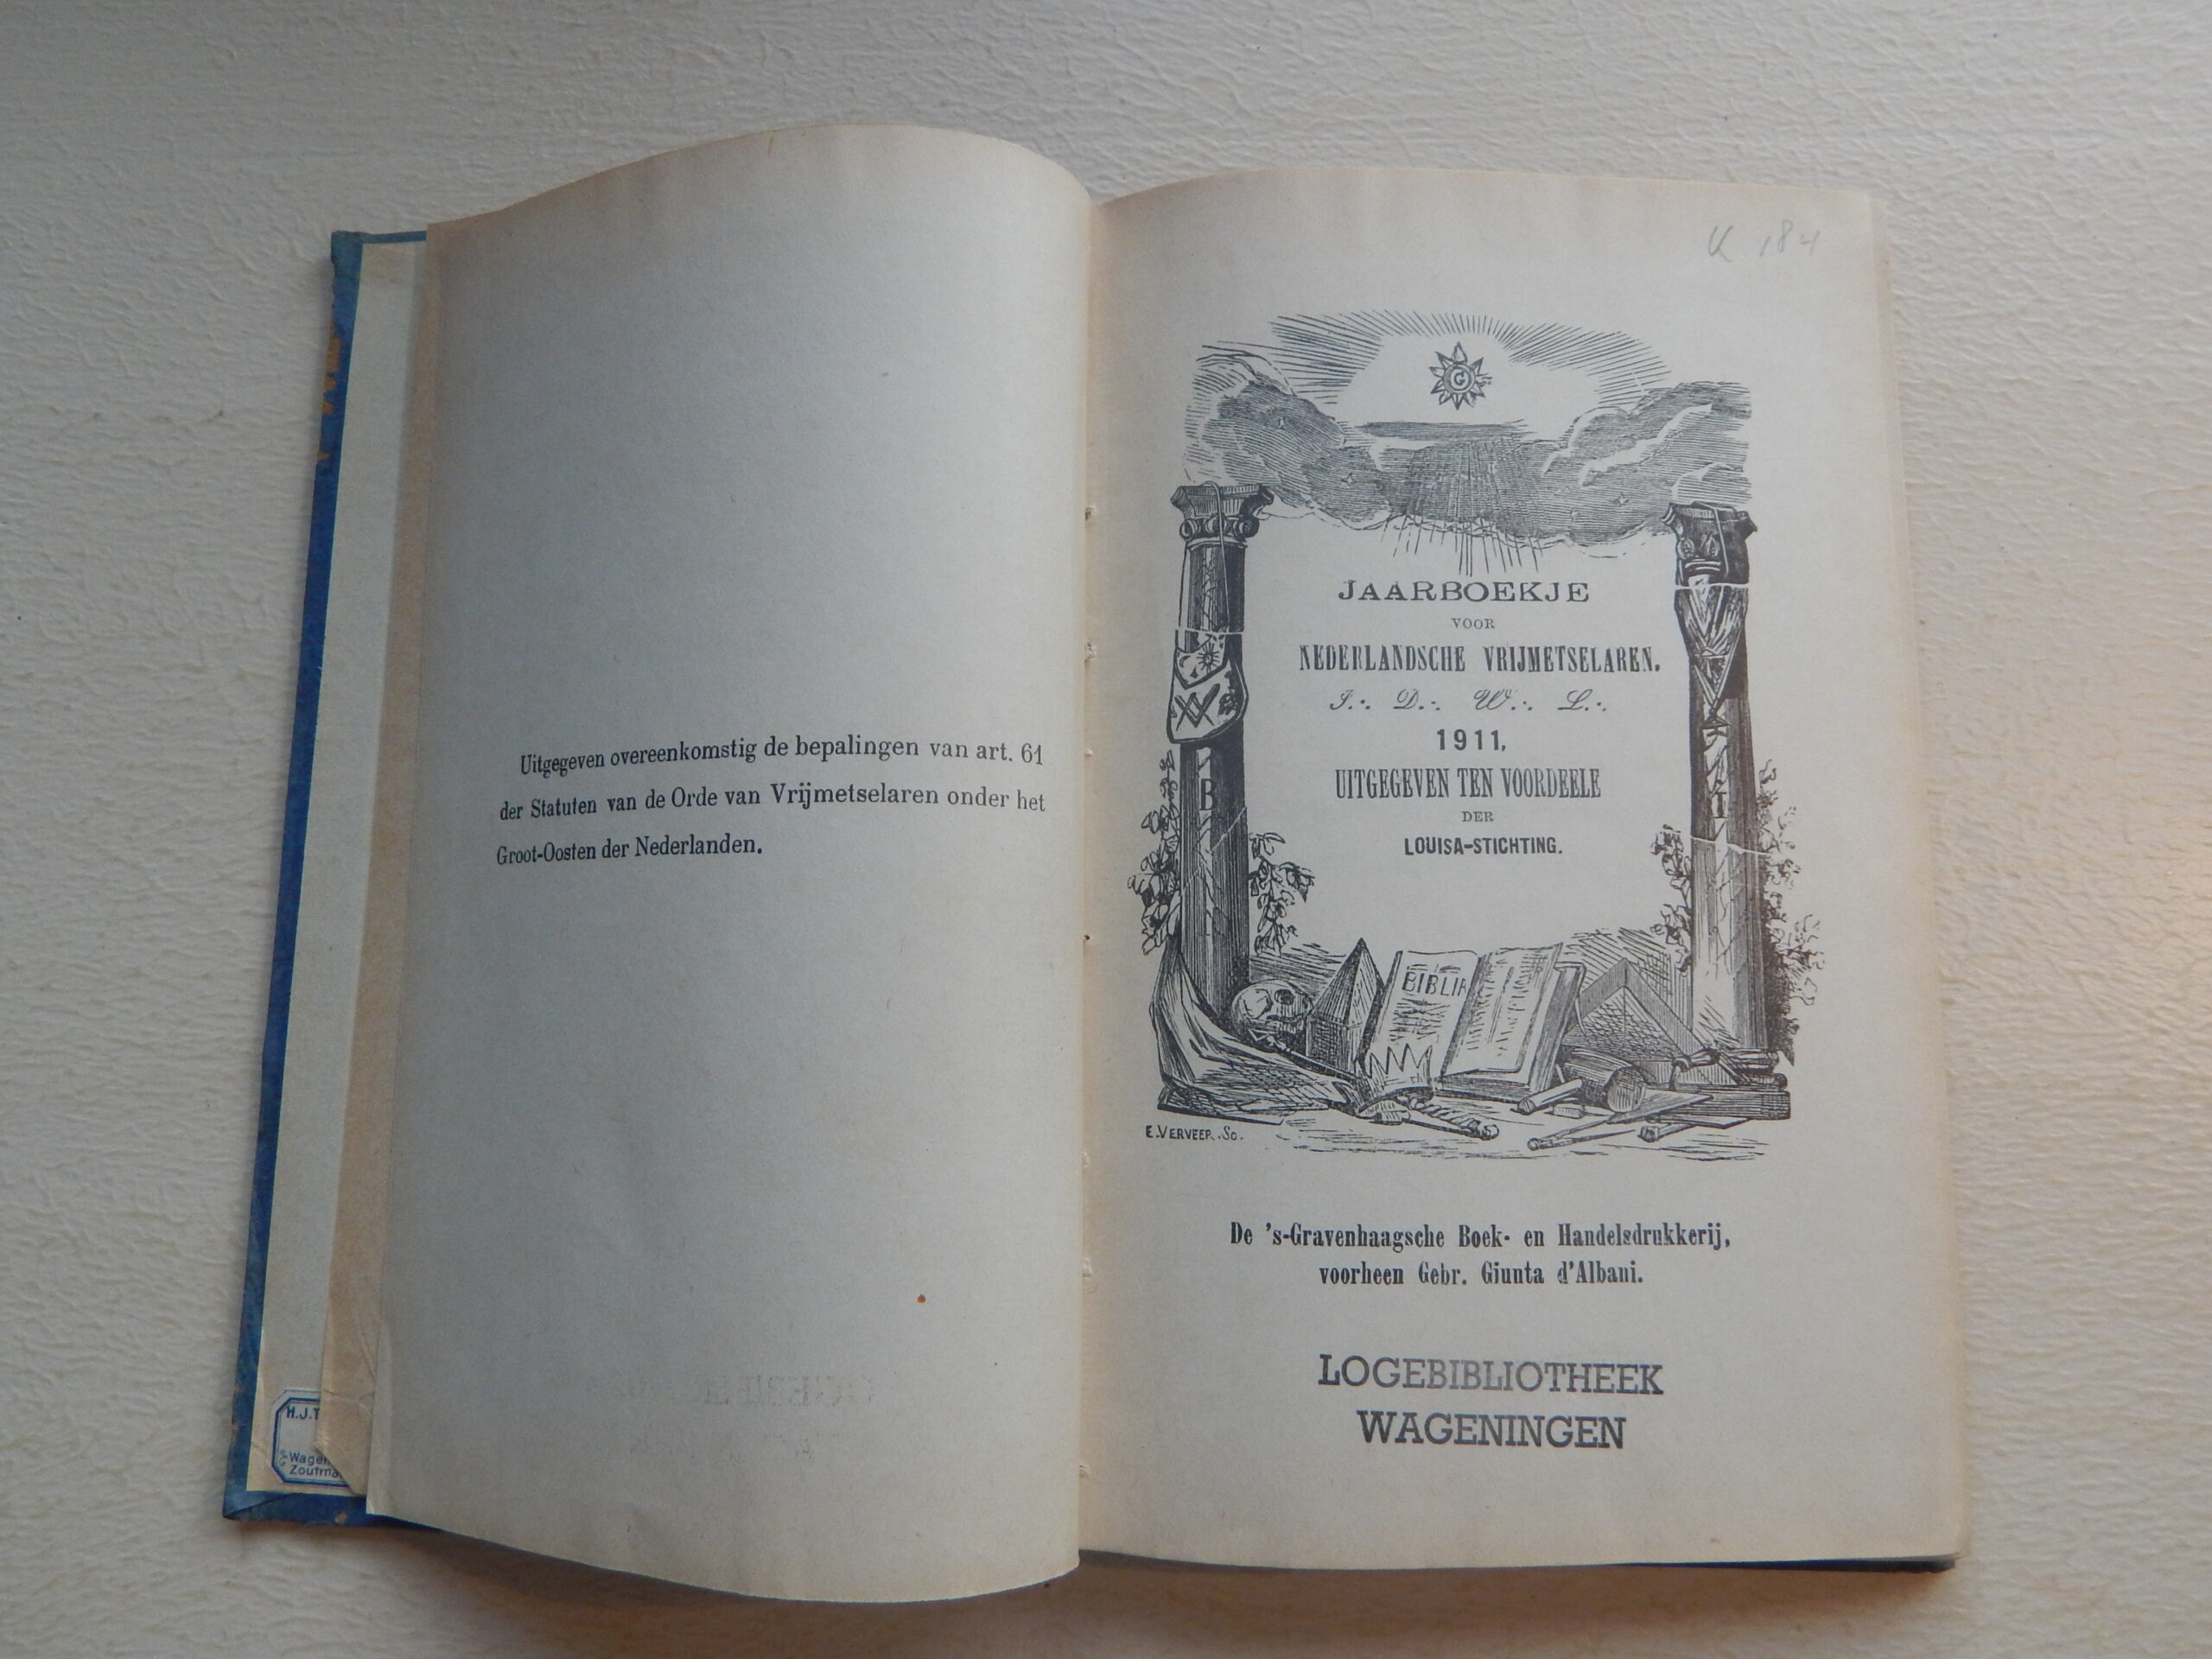 Uitgegeven overeenkomstig de bepalingen van art. 61
der Statuten van de Orde van Vrijmetselaren onder het
Groot-Oosten der Nederlanden.
H.J.T
Wagen
Zoutma
K 184
G
JAARBOEKJE
VOOR
NEDERLANDSCHE VRIJMETSELAREN.
I∴ D∴ W∴ L∴
1911,
UITGEGEVEN TEN VOORDEELE
DER
LOUISA-STICHTING.
B
I
BIBLIA
E. VERVEER. Sc.
De 's-Gravenhaagsche Boek- en Handelsdrukkerij,
voorheen Gebr. Giunta d'Albani.
LOGEBIBLIOTHEEK
WAGENINGEN